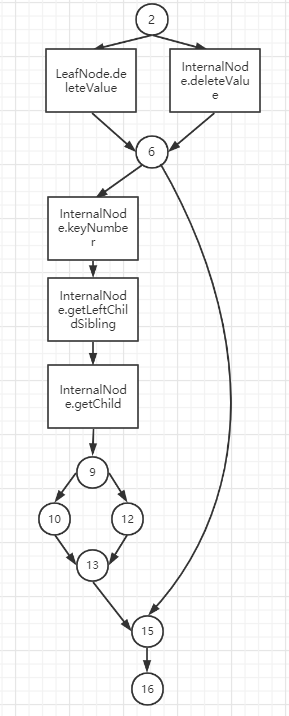 2
LeafNode.de
leteValue
InternalNod
e.deleteValu
e
6
InternalNod
e.keyNumbe
r
InternalNod
e.getLeftChil
dSibling
InternalNod
e.getChild
9
10
12
13
15
16